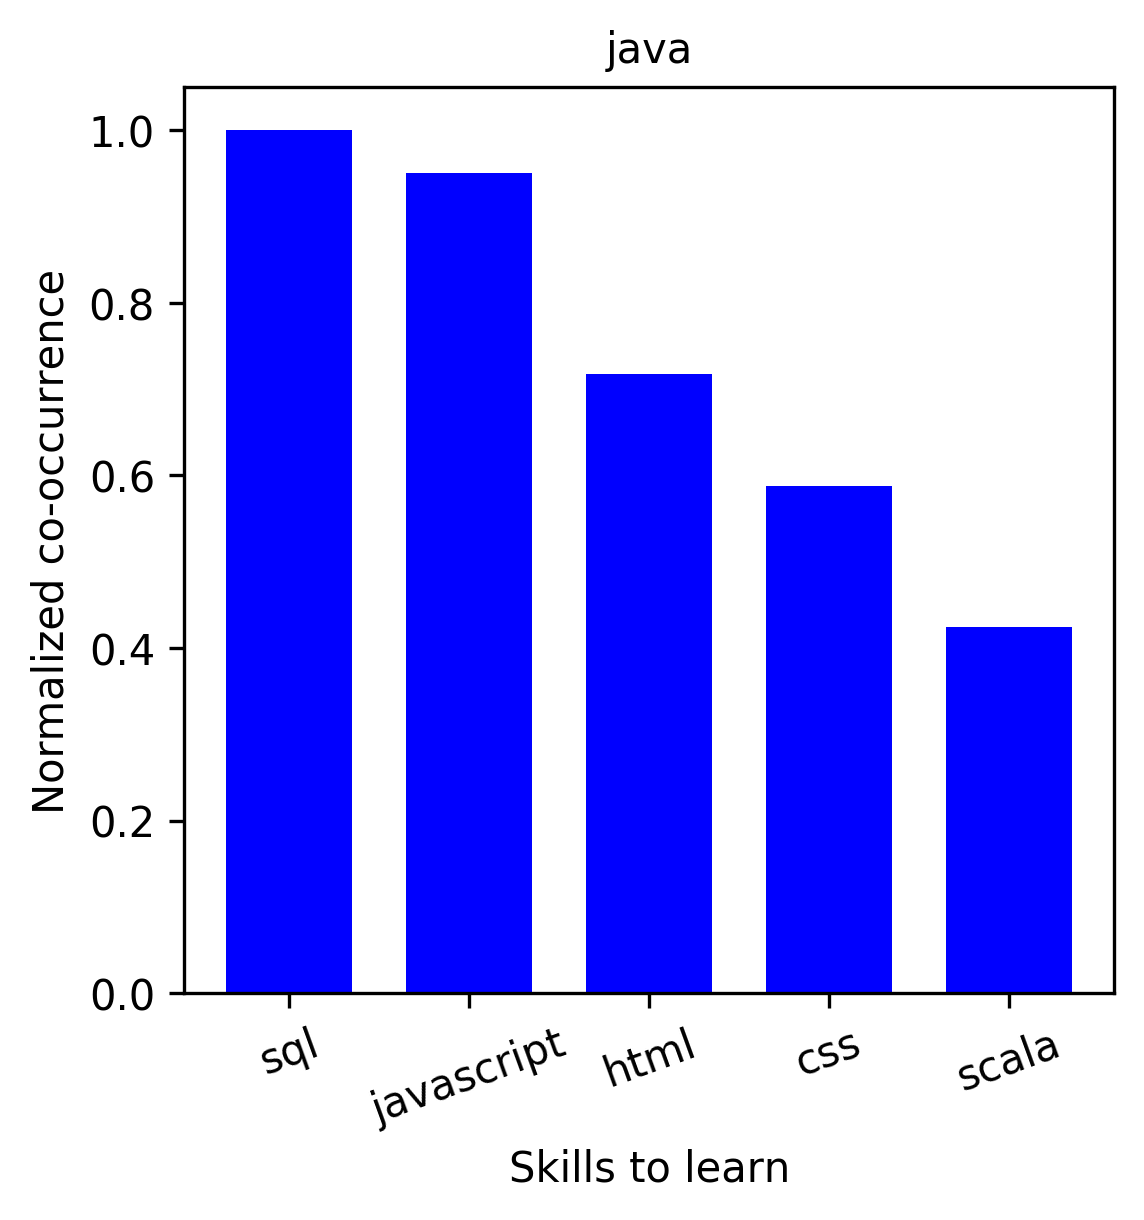 java
Normalized co-occurrence
1.0
0.8
0.6
0.4
0.2
0.0
sql
javascript
html
css
scala
Skills to learn